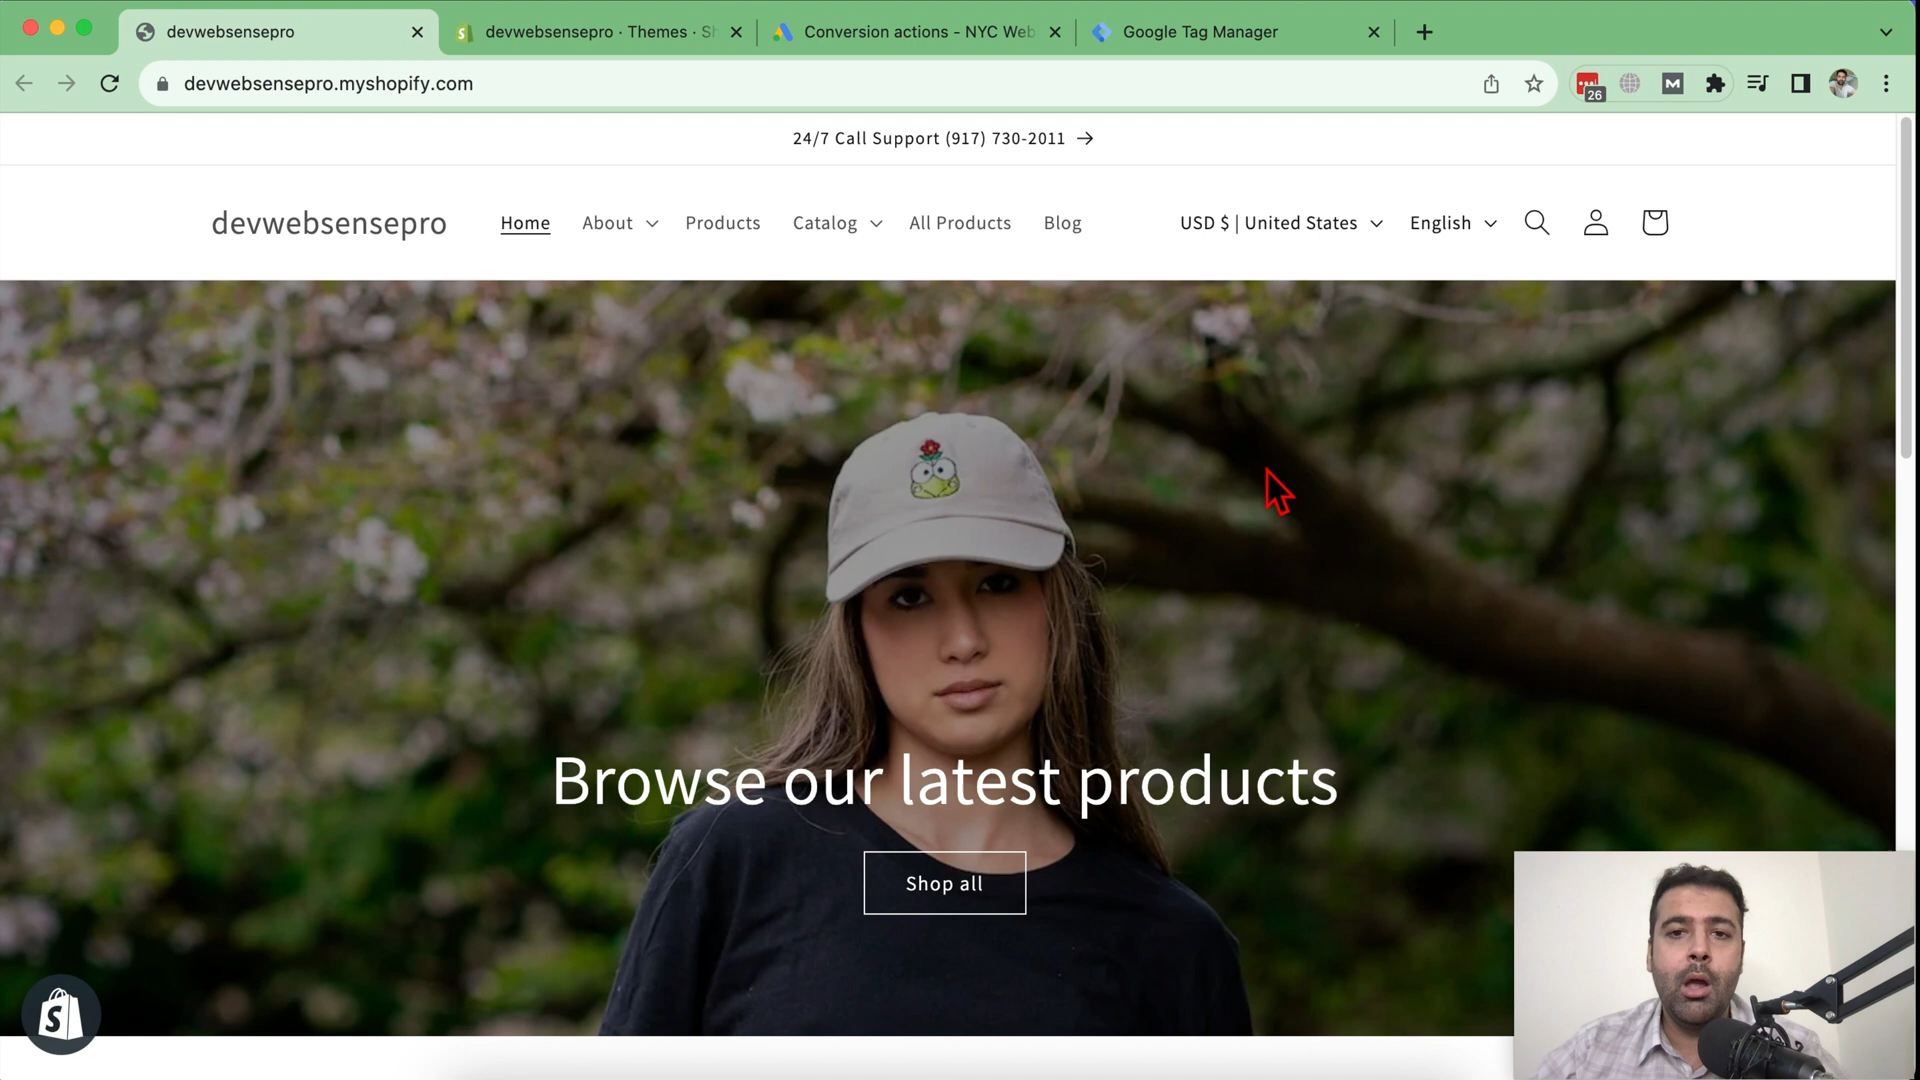 devwebsensepro
devwebsensepro · Themes · Sh
Conversion actions - NYC Web
Google Tag Manager
devwebsensepro.myshopify.com
26
M
24/7 Call Support (917) 730-2011 →
devwebsensepro
Home
About
Products
Catalog
All Products
Blog
USD $ | United States
English
Browse our latest products
Shop all